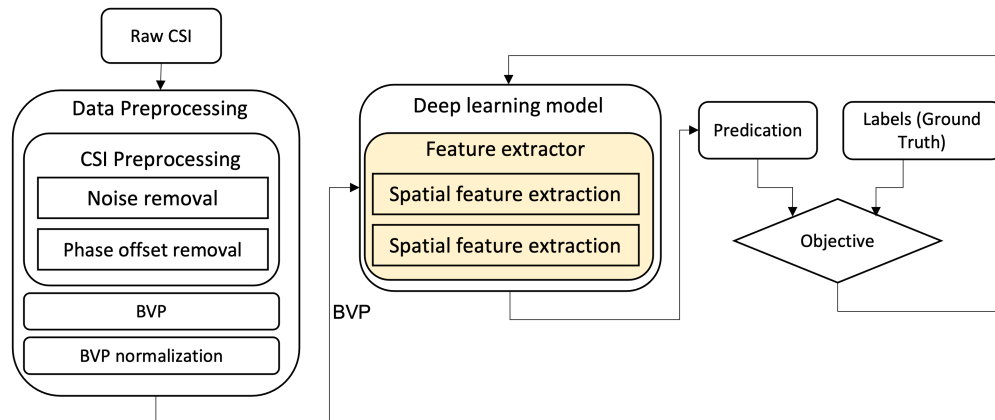 Raw CSI
Data Preprocessing
CSI Preprocessing
Noise removal
Phase offset removal
BVP
BVP normalization
BVP
Deep learning model
Feature extractor
Spatial feature extraction
Spatial feature extraction
Predication
Labels (Ground
Truth)
Objective